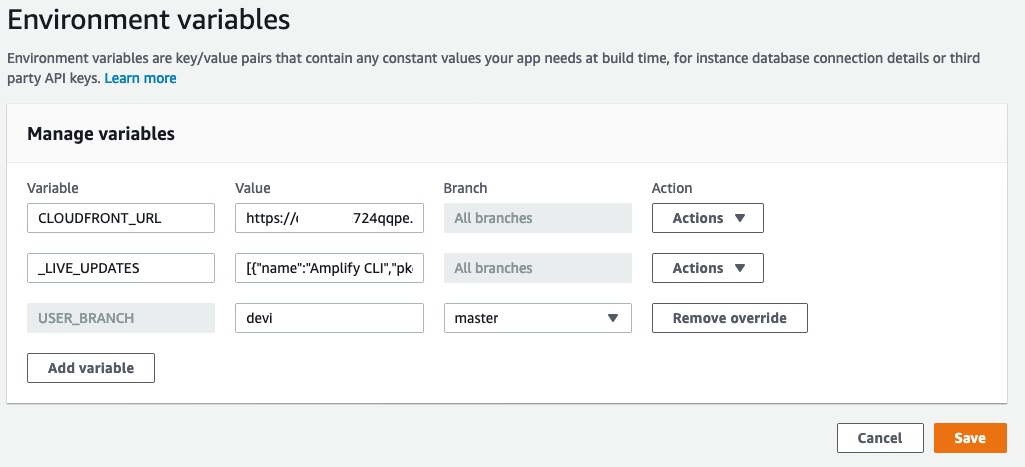 Environment variables
Environment variables are key/value pairs that contain any constant values your app needs at build time, for instance database connection details or third
party API keys. Learn more
Manage variables
Variable Value Branch Action
CLOUDFRONT_URL https:// 724qqpe. All branches Actions
_LIVE_UPDATES [{"name":"Amplify CLI","pk All branches Actions
USER_BRANCH devi master Remove override
Add variable
Cancel Save